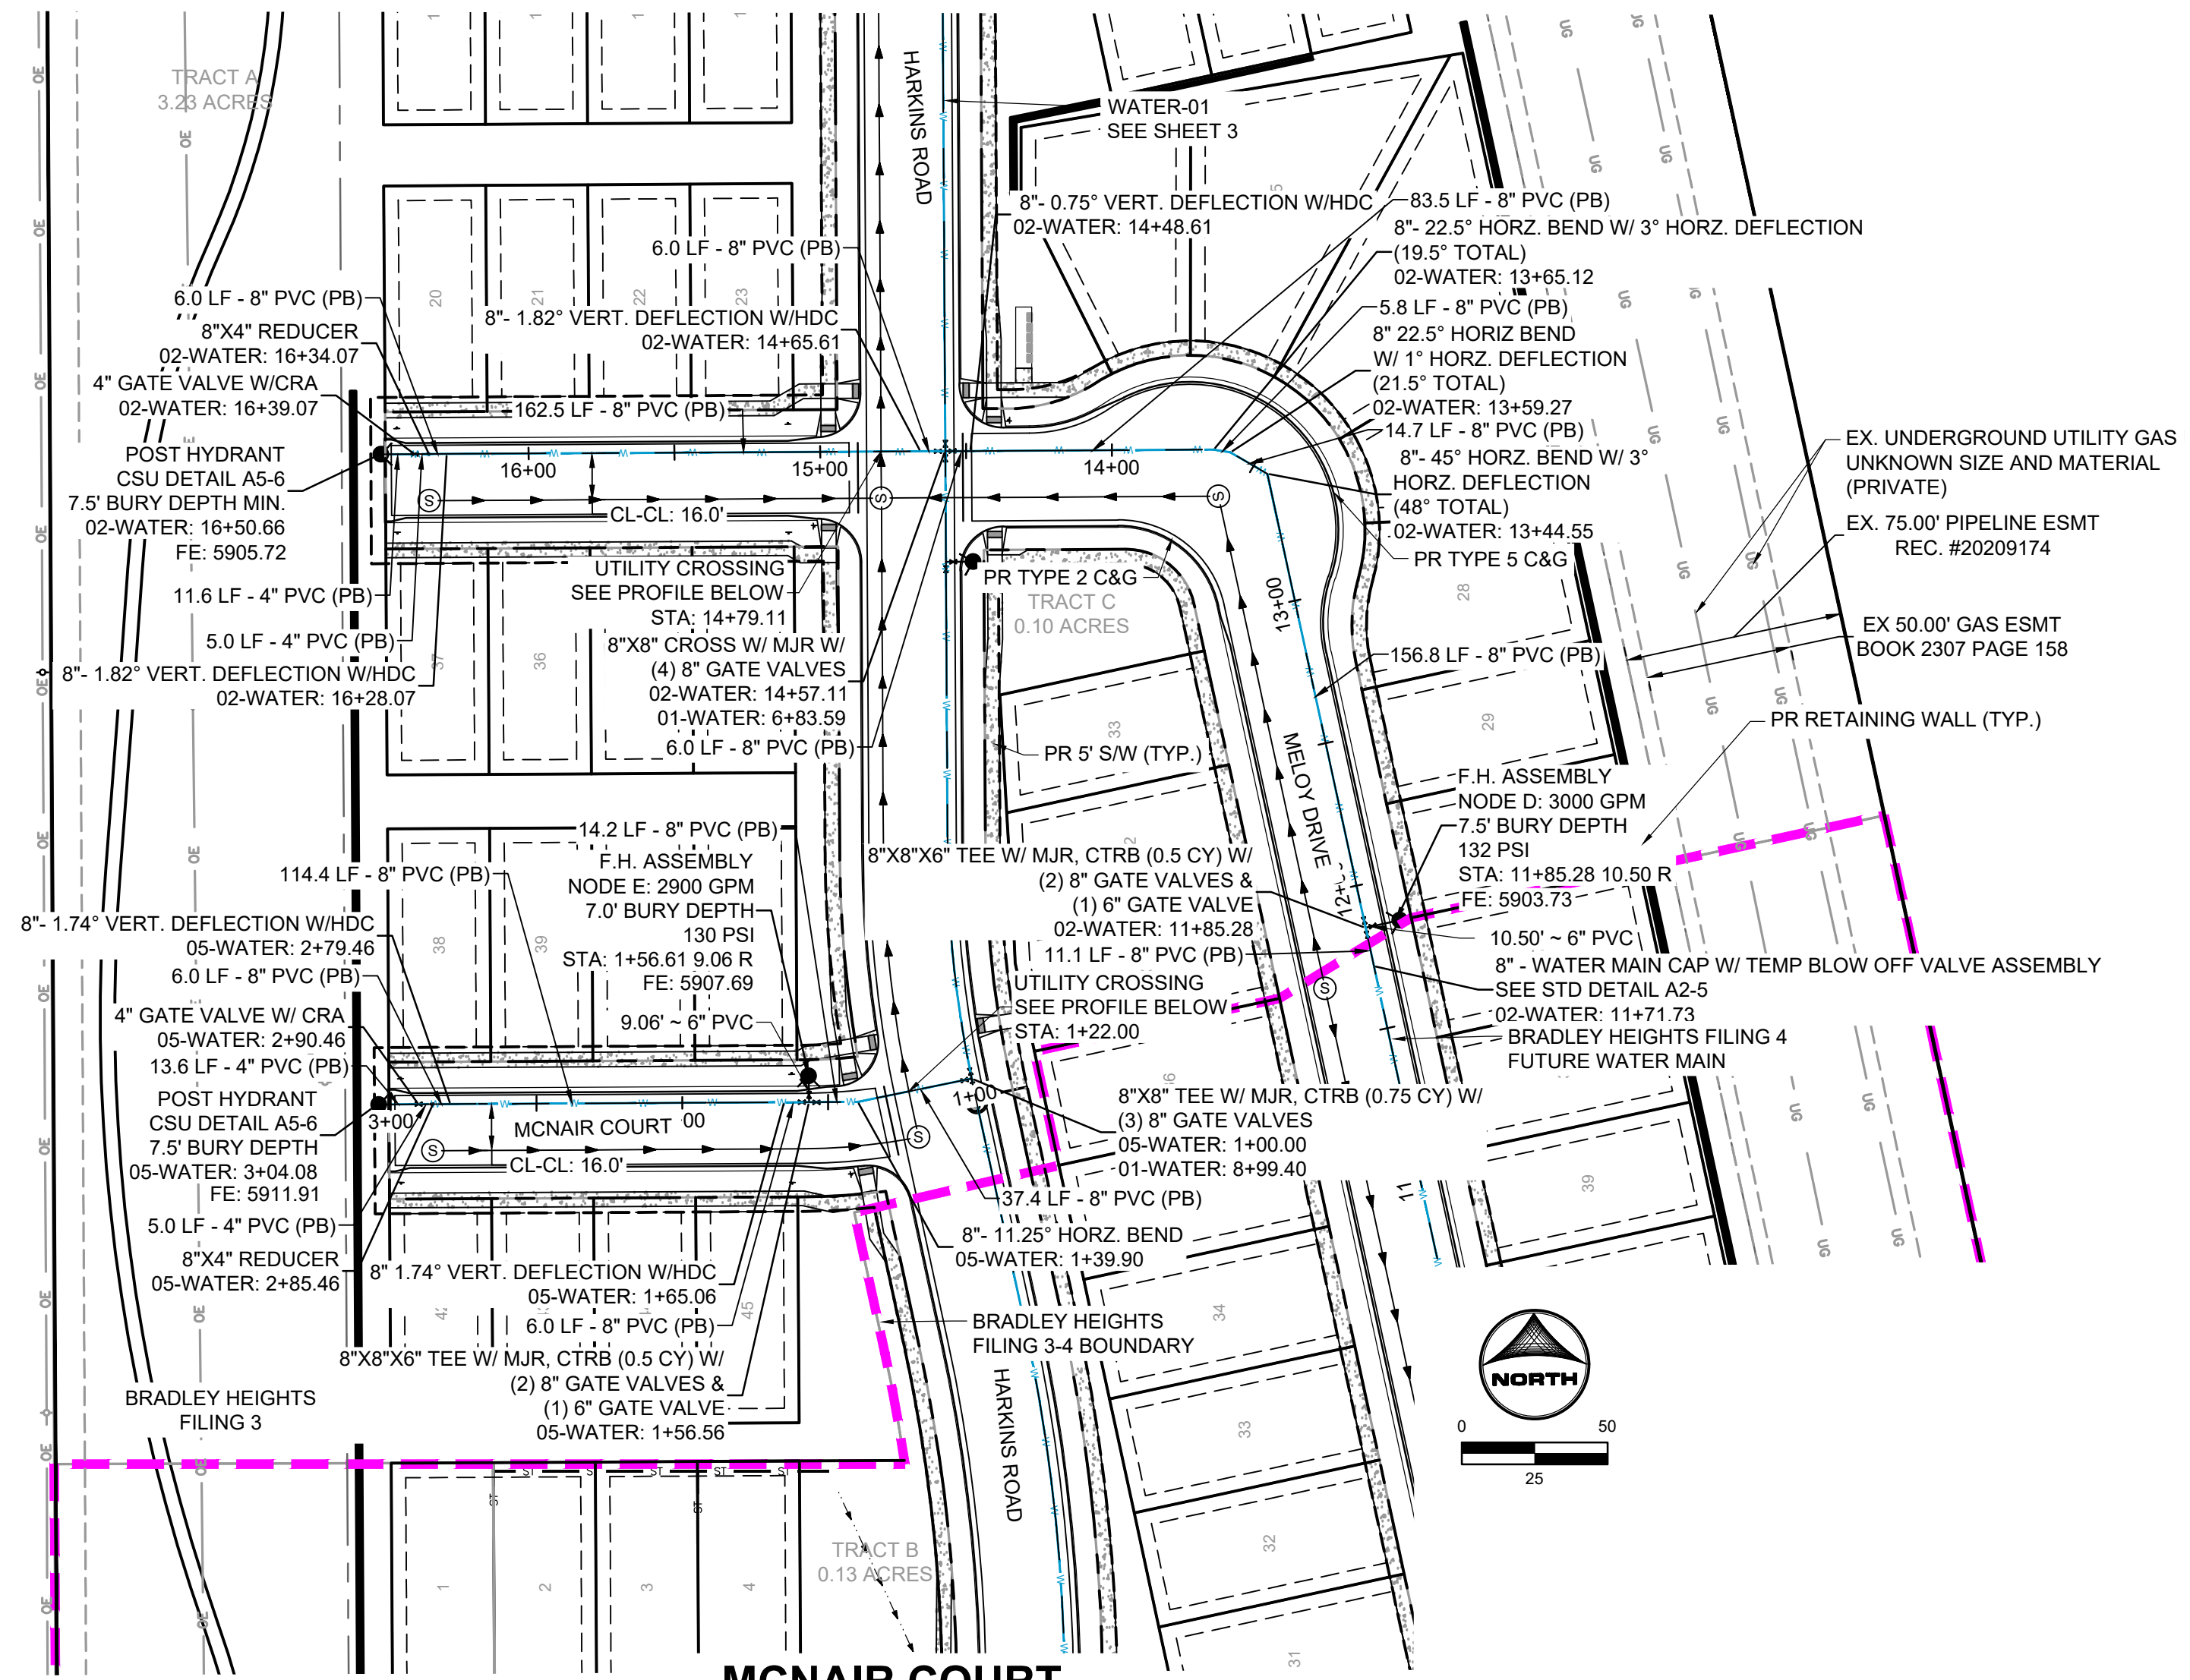 TRACT A
3.23 ACRES
HARKINS ROAD
WATER-01
SEE SHEET 3
8"- 0.75° VERT. DEFLECTION W/HDC
02-WATER: 14+48.61
83.5 LF - 8" PVC (PB)
8"- 22.5° HORZ. BEND W/ 3° HORZ. DEFLECTION
(19.5° TOTAL)
02-WATER: 13+65.12
5.8 LF - 8" PVC (PB)
8" 22.5° HORIZ BEND
W/ 1° HORZ. DEFLECTION
(21.5° TOTAL)
02-WATER: 13+59.27
14.7 LF - 8" PVC (PB)
8"- 45° HORZ. BEND W/ 3°
HORZ. DEFLECTION
(48° TOTAL)
02-WATER: 13+44.55
PR TYPE 5 C&G
EX. UNDERGROUND UTILITY GAS
UNKNOWN SIZE AND MATERIAL
(PRIVATE)
EX. 75.00' PIPELINE ESMT
REC. #20209174
EX 50.00' GAS ESMT
BOOK 2307 PAGE 158
PR RETAINING WALL (TYP.)
6.0 LF - 8" PVC (PB)
6.0 LF - 8" PVC (PB)
8"X4" REDUCER
02-WATER: 16+34.07
8"- 1.82° VERT. DEFLECTION W/HDC
02-WATER: 14+65.61
4" GATE VALVE W/CRA
02-WATER: 16+39.07
162.5 LF - 8" PVC (PB)
POST HYDRANT
CSU DETAIL A5-6
7.5' BURY DEPTH MIN.
02-WATER: 16+50.66
FE: 5905.72
20
21
22
23
16+00
15+00
14+00
13+00
S
S
S
CL-CL: 16.0'
11.6 LF - 4" PVC (PB)
5.0 LF - 4" PVC (PB)
8"- 1.82° VERT. DEFLECTION W/HDC
02-WATER: 16+28.07
37
36
UTILITY CROSSING
SEE PROFILE BELOW
STA: 14+79.11
8"X8" CROSS W/ MJR W/
(4) 8" GATE VALVES
02-WATER: 14+57.11
01-WATER: 6+83.59
6.0 LF - 8" PVC (PB)
PR TYPE 2 C&G
TRACT C
0.10 ACRES
33
PR 5' S/W (TYP.)
MELOY DRIVE
156.8 LF - 8" PVC (PB)
28
29
F.H. ASSEMBLY
NODE D: 3000 GPM
7.5' BURY DEPTH
132 PSI
STA: 11+85.28 10.50 R
FE: 5903.73
10.50' ~ 6" PVC
8" - WATER MAIN CAP W/ TEMP BLOW OFF VALVE ASSEMBLY
SEE STD DETAIL A2-5
02-WATER: 11+71.73
BRADLEY HEIGHTS FILING 4
FUTURE WATER MAIN
8"X8"X6" TEE W/ MJR, CTRB (0.5 CY) W/
(2) 8" GATE VALVES &
(1) 6" GATE VALVE
02-WATER: 11+85.28
11.1 LF - 8" PVC (PB)
UTILITY CROSSING
SEE PROFILE BELOW
STA: 1+22.00
S
14.2 LF - 8" PVC (PB)
114.4 LF - 8" PVC (PB)
F.H. ASSEMBLY
NODE E: 2900 GPM
7.0' BURY DEPTH
130 PSI
STA: 1+56.61 9.06 R
FE: 5907.69
9.06' ~ 6" PVC
38
39
8"- 1.74° VERT. DEFLECTION W/HDC
05-WATER: 2+79.46
6.0 LF - 8" PVC (PB)
4" GATE VALVE W/ CRA
05-WATER: 2+90.46
13.6 LF - 4" PVC (PB)
POST HYDRANT
CSU DETAIL A5-6
7.5' BURY DEPTH
05-WATER: 3+04.08
FE: 5911.91
5.0 LF - 4" PVC (PB)
8"X4" REDUCER
05-WATER: 2+85.46
3+00
MCNAIR COURT
1+00
S
S
CL-CL: 16.0'
8"X8" TEE W/ MJR, CTRB (0.75 CY) W/
(3) 8" GATE VALVES
05-WATER: 1+00.00
01-WATER: 8+99.40
37.4 LF - 8" PVC (PB)
8"- 11.25° HORZ. BEND
05-WATER: 1+39.90
8" 1.74° VERT. DEFLECTION W/HDC
05-WATER: 1+65.06
6.0 LF - 8" PVC (PB)
8"X8"X6" TEE W/ MJR, CTRB (0.5 CY) W/
(2) 8" GATE VALVES &
(1) 6" GATE VALVE
05-WATER: 1+56.56
45
39
34
33
32
31
BRADLEY HEIGHTS
FILING 3-4 BOUNDARY
BRADLEY HEIGHTS
FILING 3
HARKINS ROAD
NORTH
0
50
25
1
2
3
4
TRACT B
0.13 ACRES
MCNAIR COURT